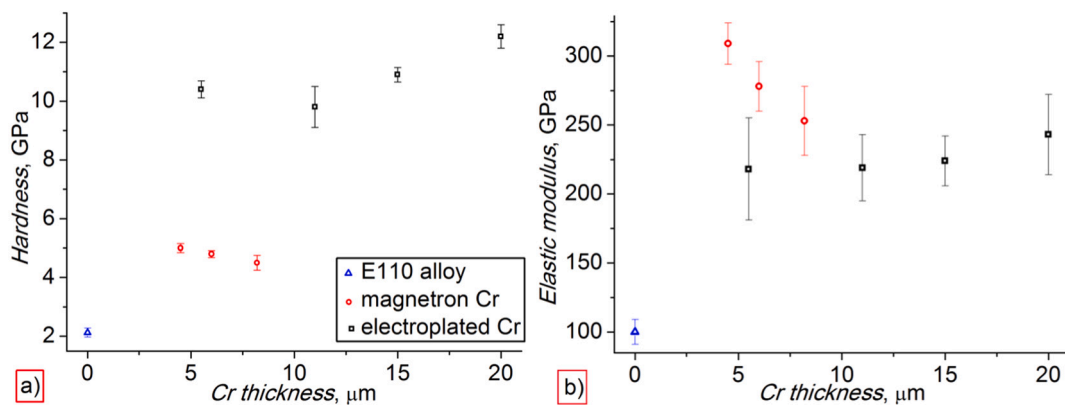 Hardness, GPa
12
10
8
6
4
2
0
5
10
15
20
Cr thickness, μm
E110 alloy
magnetron Cr
electroplated Cr
a)
Elastic modulus, GPa
300
250
200
150
100
0
5
10
15
20
Cr thickness, μm
b)